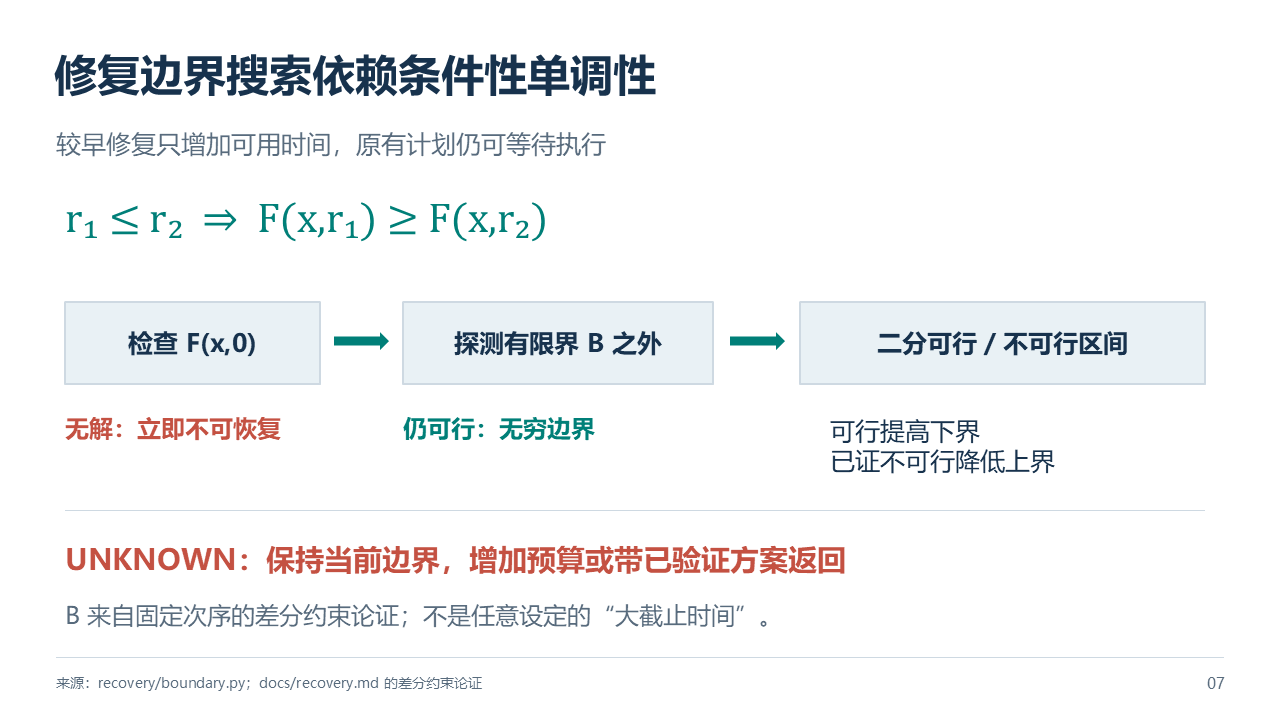 修复边界搜索依赖条件性单调性
较早修复只增加可用时间，原有计划仍可等待执行
r₁ ≤ r₂ ⇒ F(x,r₁) ≥ F(x,r₂)
检查 F(x,0)
探测有限界 B 之外
二分可行 / 不可行区间
无解：立即不可恢复
仍可行：无穷边界
可行提高下界
已证不可行降低上界
UNKNOWN：保持当前边界，增加预算或带已验证方案返回
B 来自固定次序的差分约束论证；不是任意设定的“大截止时间”。
来源：recovery/boundary.py；docs/recovery.md 的差分约束论证
07